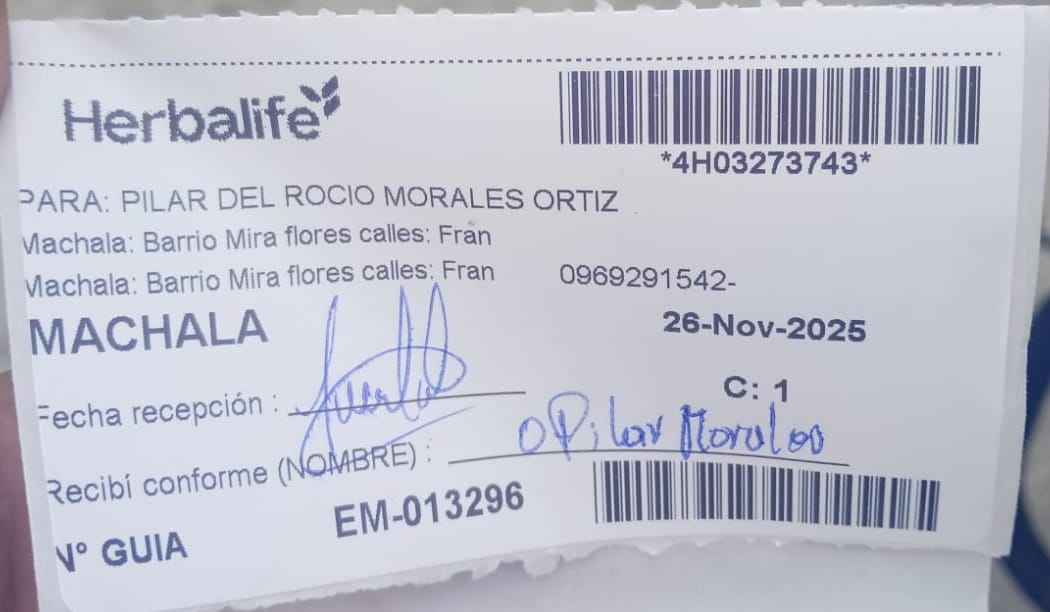 Herbalife
*4H03273743*
PARA: PILAR DEL ROCIO MORALES ORTIZ
Machala: Barrio Mira flores calles: Fran
Machala: Barrio Mira flores calles: Fran 0969291542-
MACHALA 26-Nov-2025
C: 1
Fecha recepción :
Recibí conforme (NOMBRE) : Pilar Morales
Nº GUIA EM-013296